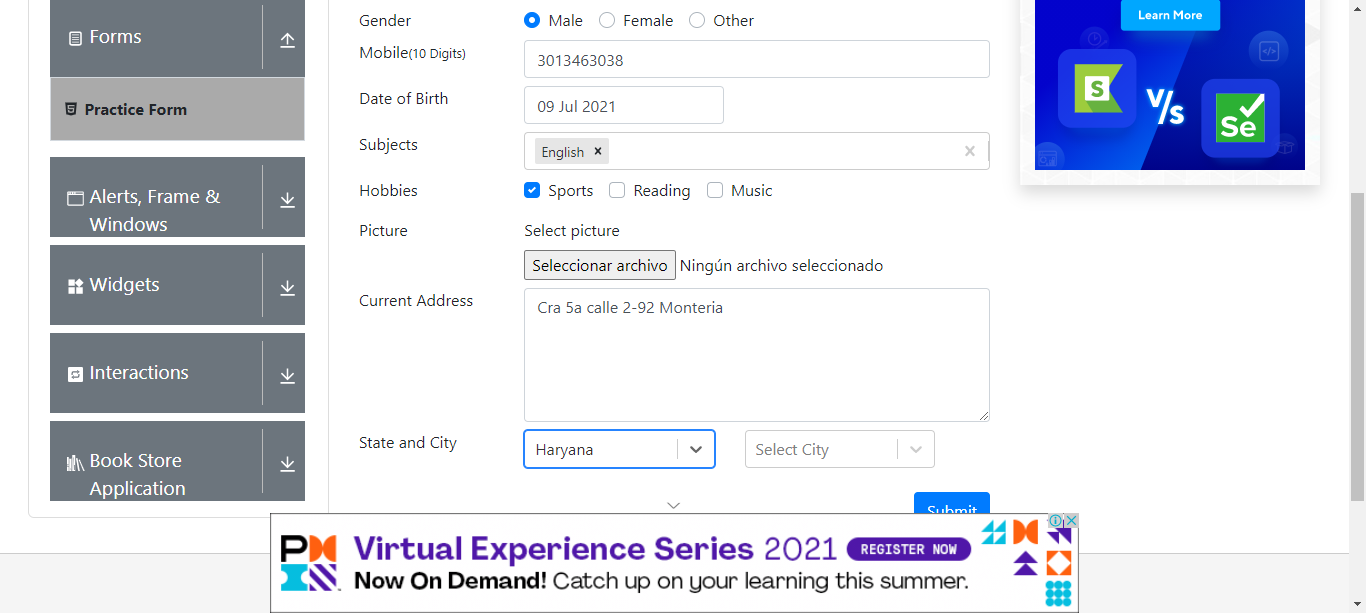 Forms
Practice Form
Alerts, Frame &
Windows
Widgets
Interactions
Book Store
Application
Gender
Male
Female
Other
Mobile(10 Digits)
3013463038
Date of Birth
09 Jul 2021
Subjects
English ×
Hobbies
Sports
Reading
Music
Picture
Select picture
Seleccionar archivo Ningún archivo seleccionado
Current Address
Cra 5a calle 2-92 Monteria
State and City
Haryana
Select City
Submit
Learn More
S
V/s
Se
PMI
Virtual Experience Series 2021 REGISTER NOW
Now On Demand! Catch up on your learning this summer.